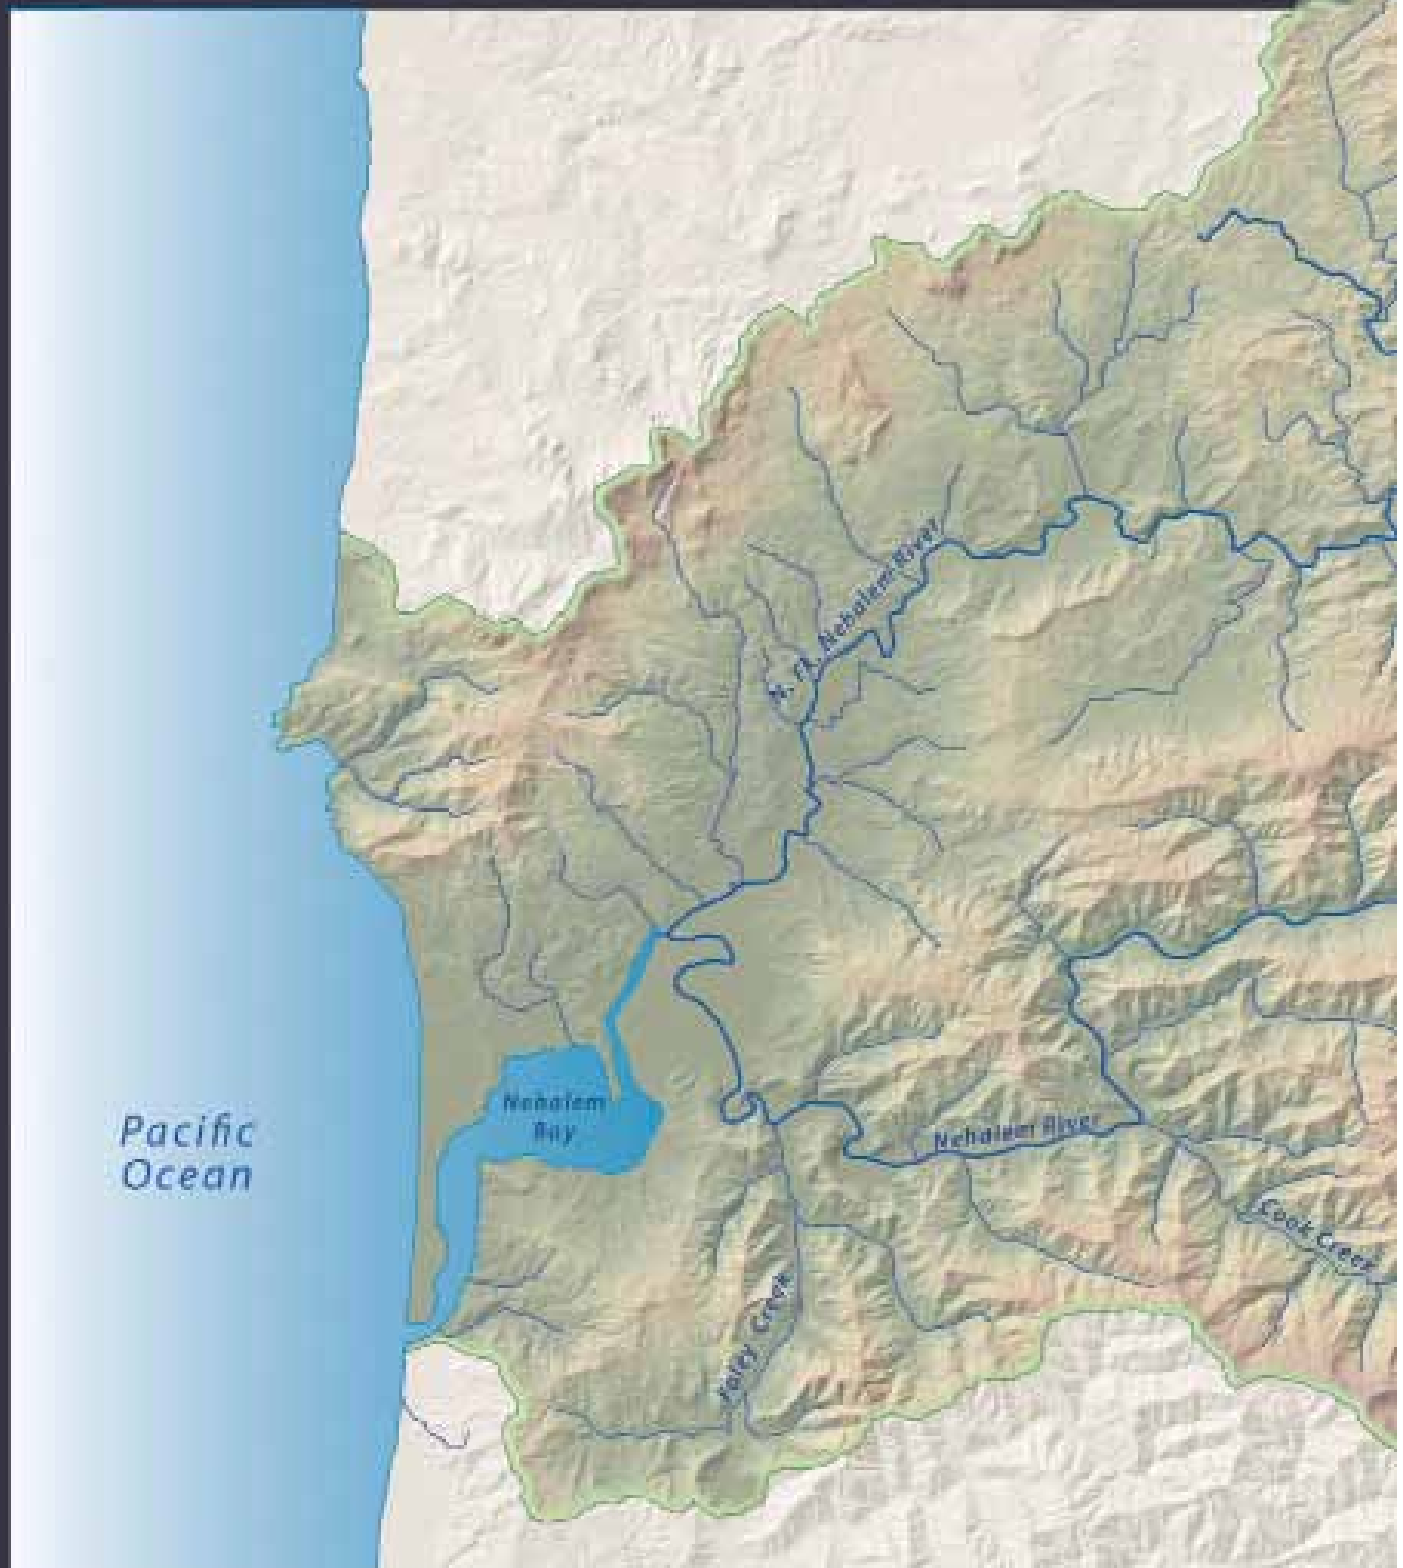 N. Fk. Nehalem River
Nehalem
Bay
Pacific
Ocean
Nehalem River
Cook Creek
Foley Creek